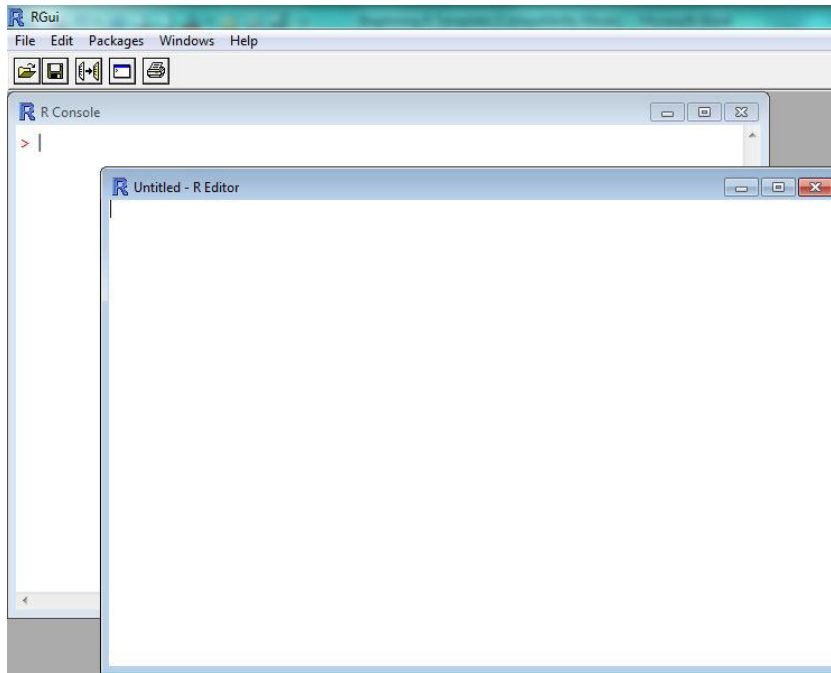 R RGui
File Edit Packages Windows Help
R R Console
>
R Untitled - R Editor